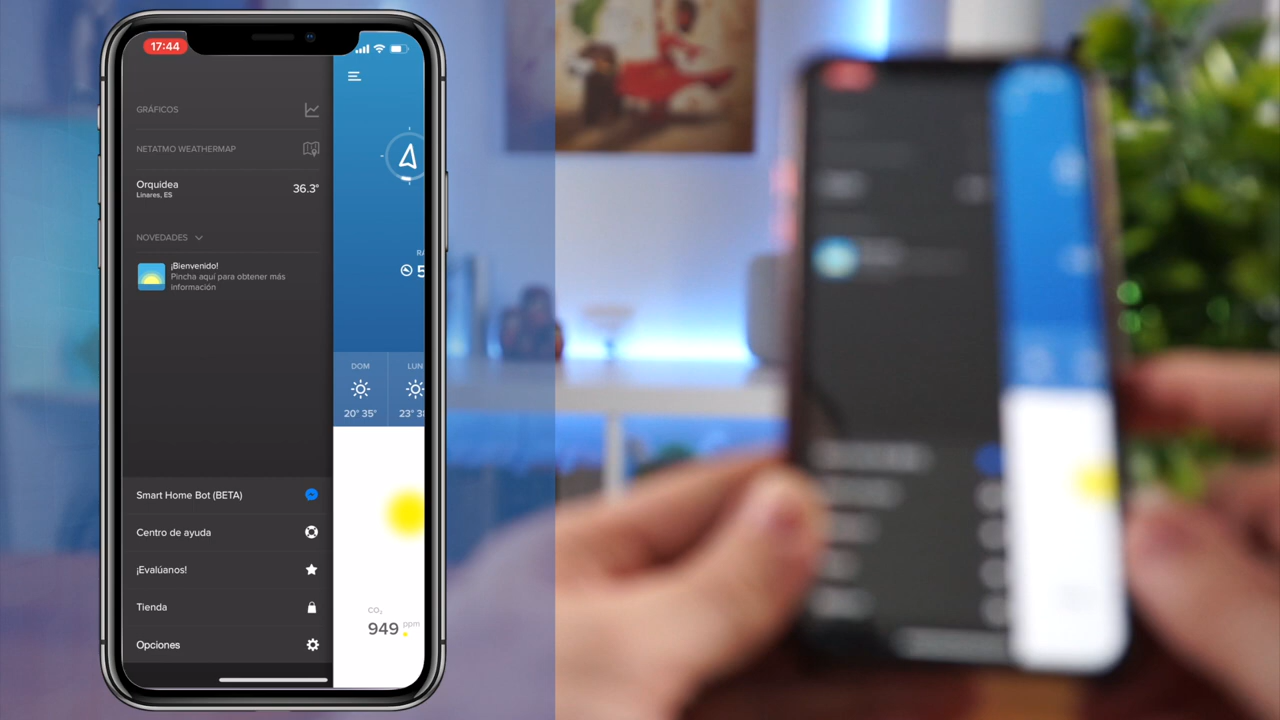 17:44
GRÁFICOS
NETATMO WEATHERMAP
Orquidea
Linares, ES
36.3°
NOVEDADES
¡Bienvenido!
Pincha aquí para obtener más
información
Smart Home Bot (BETA)
Centro de ayuda
¡Evalúanos!
Tienda
Opciones
DOM
LUN
20° 35°
23°
CO₂
949 ppm